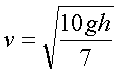 v = √(10gh/7)